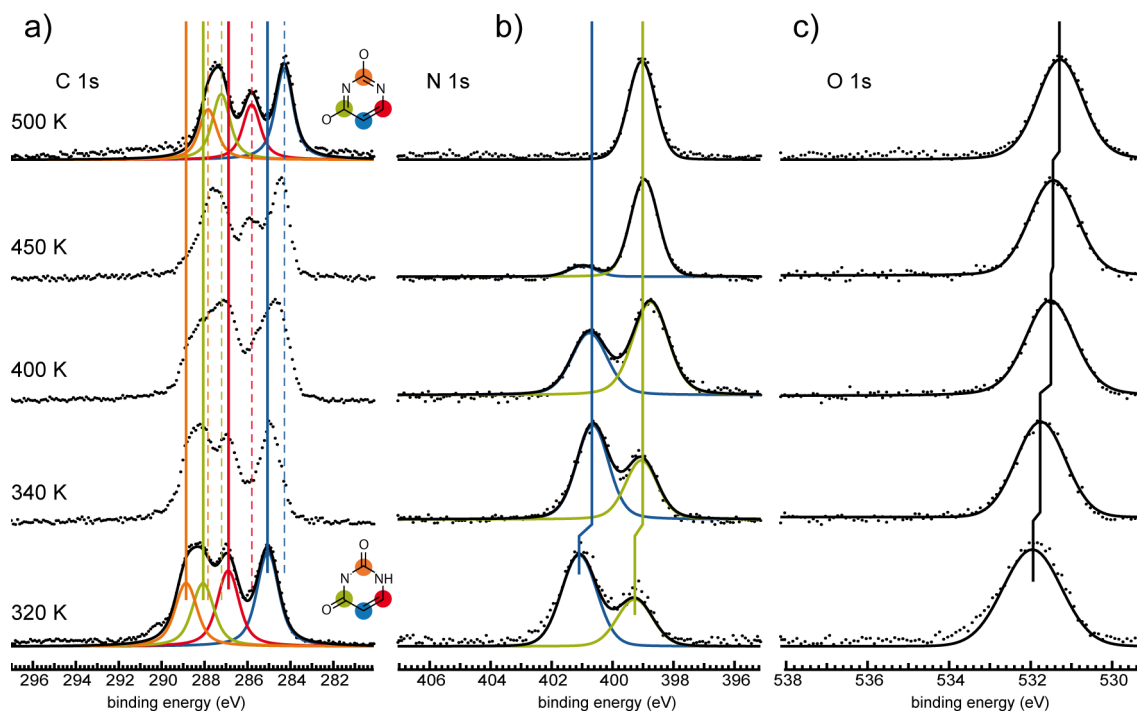 a)
b)
c)
C 1s
N 1s
O 1s
O
N
N
O
500 K
450 K
400 K
340 K
O
N
NH
O
320 K
296 294 292 290 288 286 284 282
406 404 402 400 398 396
538 536 534 532 530
binding energy (eV)
binding energy (eV)
binding energy (eV)